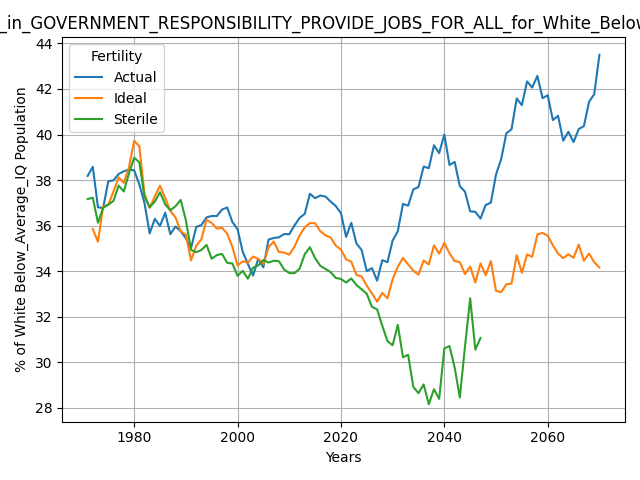 _in_GOVERNMENT_RESPONSIBILITY_PROVIDE_JOBS_FOR_ALL_for_White_Below
Fertility
Actual
Ideal
Sterile
% of White Below_Average_IQ Population
44
42
40
38
36
34
32
30
28
1980
2000
2020
2040
2060
Years